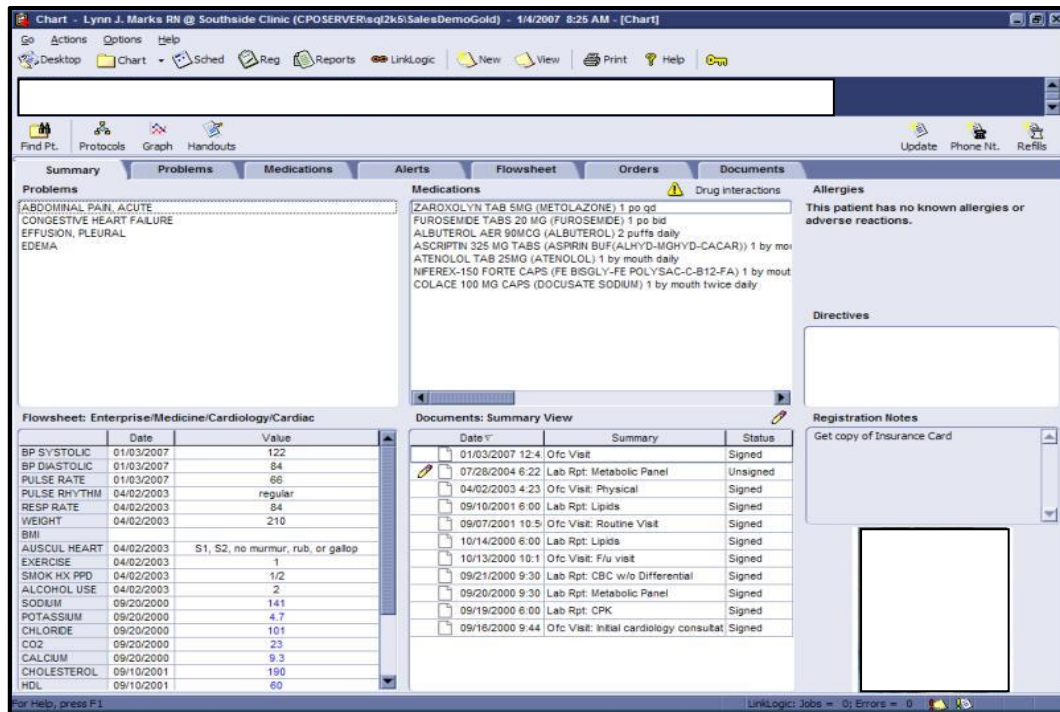 Chart - Lynn J. Marks RN @ Southside Clinic (CPOSERVER\sql2k5\SalesDemoGold) - 1/4/2007 8:25 AM - [Chart]
Go Actions Options Help
Desktop Chart Sched Reg Reports LinkLogic New View Print Help
Find Pt. Protocols Graph Handouts Update Phone Nt. Refills
Summary Problems Medications Alerts Flowsheet Orders Documents
Problems
ABDOMINAL PAIN, ACUTE
CONGESTIVE HEART FAILURE
EFFUSION, PLEURAL
EDEMA
Medications Drug interactions
ZAROXOLYN TAB 5MG (METOLAZONE) 1 po qd
FUROSEMIDE TABS 20 MG (FUROSEMIDE) 1 po bid
ALBUTEROL AER 90MCG (ALBUTEROL) 2 puffs daily
ASCRIPTIN 325 MG TABS (ASPIRIN BUF(ALHYD-MGHYD-CACAR)) 1 by mo
ATENOLOL TAB 25MG (ATENOLOL) 1 by mouth daily
NIFEREX-150 FORTE CAPS (FE BISGLY-FE POLYSAC-C-B12-FA) 1 by mout
COLACE 100 MG CAPS (DOCUSATE SODIUM) 1 by mouth twice daily
Allergies
This patient has no known allergies or
adverse reactions.
Directives
Flowsheet: Enterprise/Medicine/Cardiology/Cardiac
Date Value
BP SYSTOLIC 01/03/2007 122
BP DIASTOLIC 01/03/2007 84
PULSE RATE 01/03/2007 66
PULSE RHYTHM 04/02/2003 regular
RESP RATE 04/02/2003 84
WEIGHT 04/02/2003 210
BMI
AUSCUL HEART 04/02/2003 S1, S2, no murmur, rub, or gallop
EXERCISE 04/02/2003 1
SMOK HX PPD 04/02/2003 1/2
ALCOHOL USE 04/02/2003 2
SODIUM 09/20/2000 141
POTASSIUM 09/20/2000 4.7
CHLORIDE 09/20/2000 101
CO2 09/20/2000 23
CALCIUM 09/20/2000 9.3
CHOLESTEROL 09/10/2001 190
HDL 09/10/2001 60
Documents: Summary View
Date Summary Status
01/03/2007 12:4 Ofc Visit Signed
07/28/2004 6:22 Lab Rpt: Metabolic Panel Unsigned
04/02/2003 4:23 Ofc Visit: Physical Signed
09/10/2001 6:00 Lab Rpt: Lipids Signed
09/07/2001 10:5 Ofc Visit: Routine Visit Signed
10/14/2000 6:00 Lab Rpt: Lipids Signed
10/13/2000 10:1 Ofc Visit: F/u visit Signed
09/21/2000 9:30 Lab Rpt: CBC w/o Differential Signed
09/20/2000 9:30 Lab Rpt: Metabolic Panel Signed
09/19/2000 6:00 Lab Rpt: CPK Signed
09/16/2000 9:44 Ofc Visit: Initial cardiology consultat Signed
Registration Notes
Get copy of Insurance Card
For Help, press F1 LinkLogic: Jobs = 0; Errors = 0